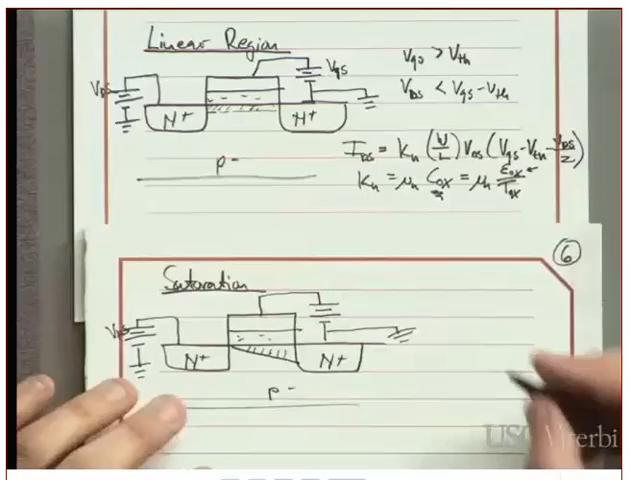 Linear Region
Vgs
Vgs > Vth
VDS
VDS < Vgs - Vth
N+
N+
p-
IDS = Kn (W/L) VDS (Vgs - Vth - VDS/2)
Kn = μn Cox = μn εox/Tox
6
Saturation
VDS
N+
N+
p-
USC Viterbi